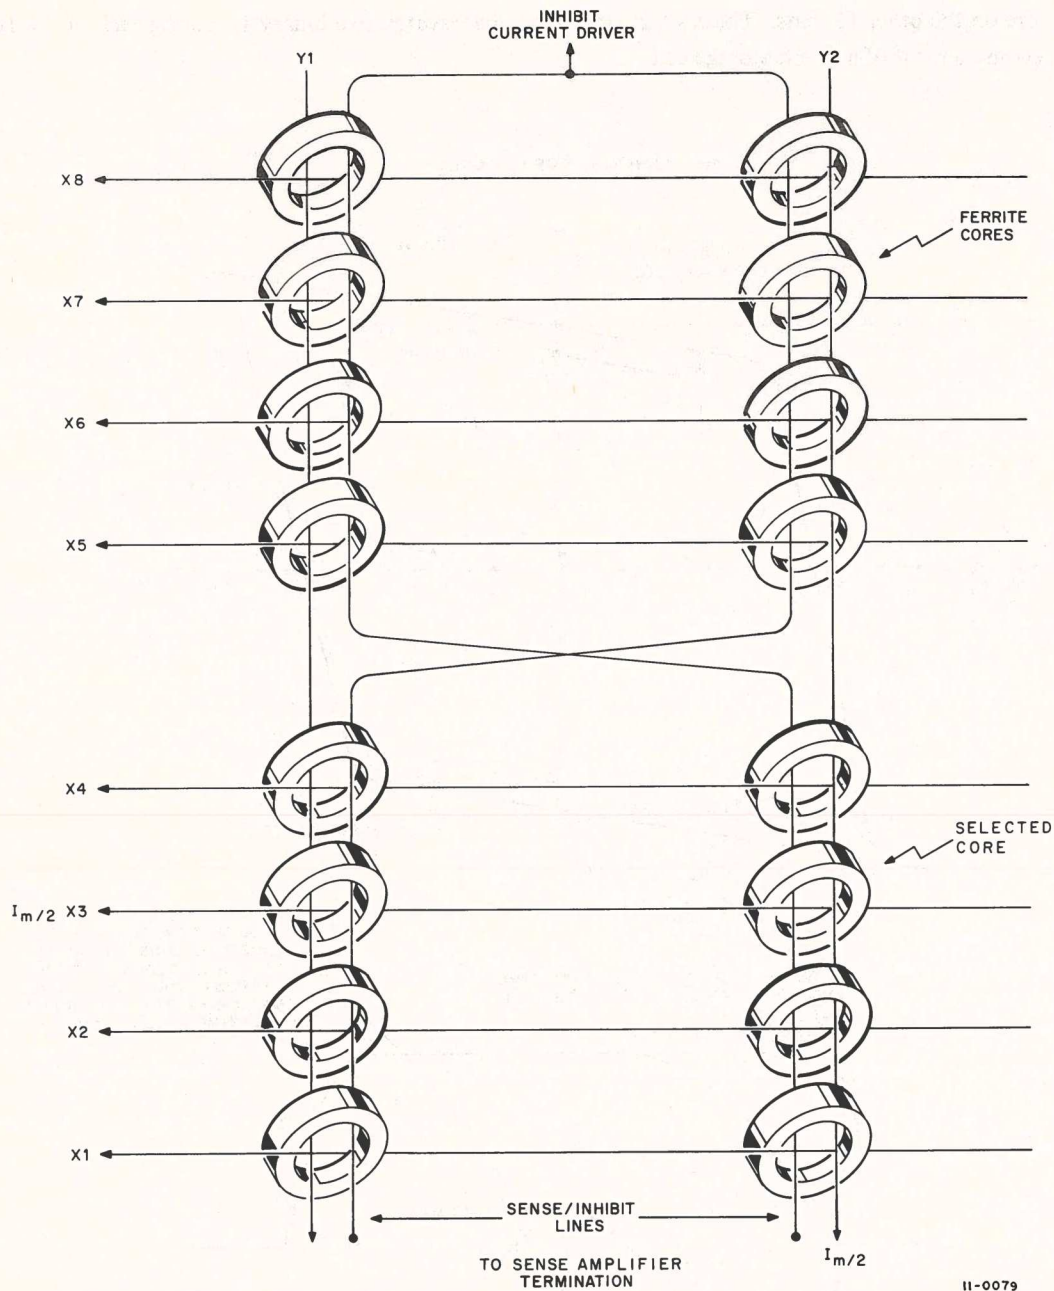 INHIBIT
CURRENT DRIVER
Y1
Y2
X8
FERRITE
CORES
X7
X6
X5
X4
SELECTED
CORE
Im/2 X3
X2
X1
SENSE/INHIBIT
LINES
Im/2
TO SENSE AMPLIFIER
TERMINATION
11-0079